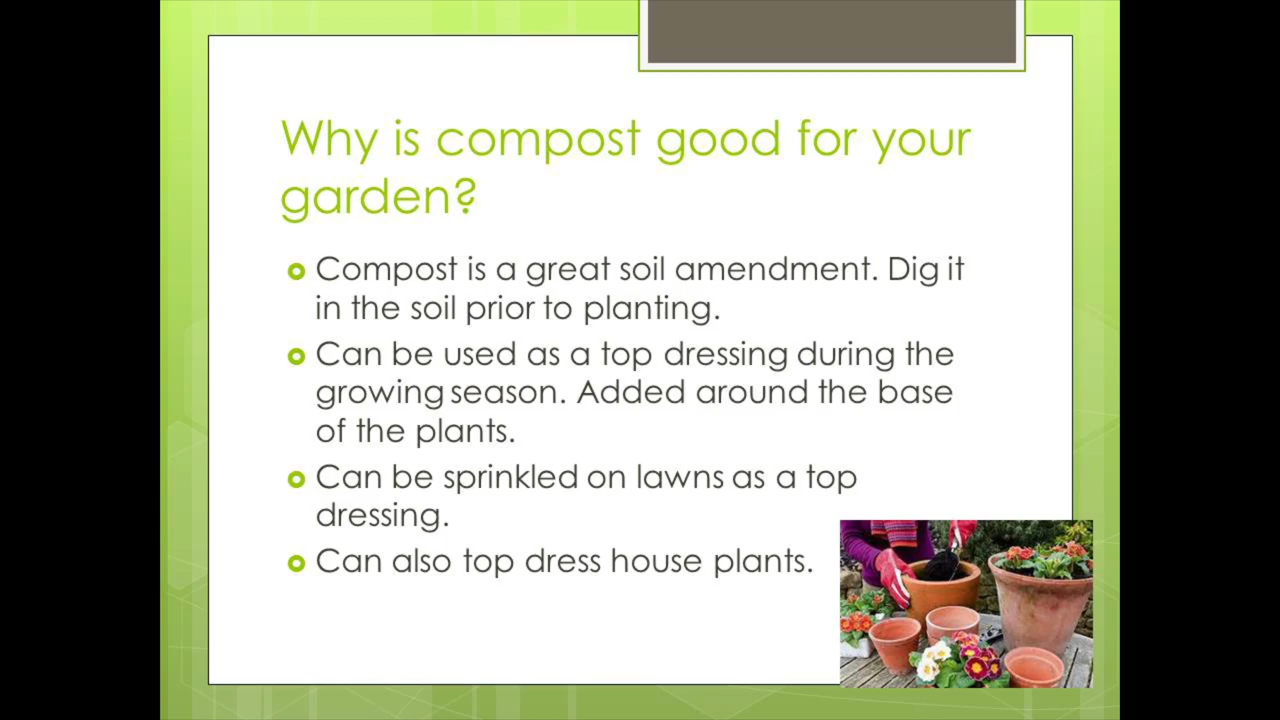 Why is compost good for your
garden?
Compost is a great soil amendment. Dig it
in the soil prior to planting.
Can be used as a top dressing during the
growing season. Added around the base
of the plants.
Can be sprinkled on lawns as a top
dressing.
Can also top dress house plants.